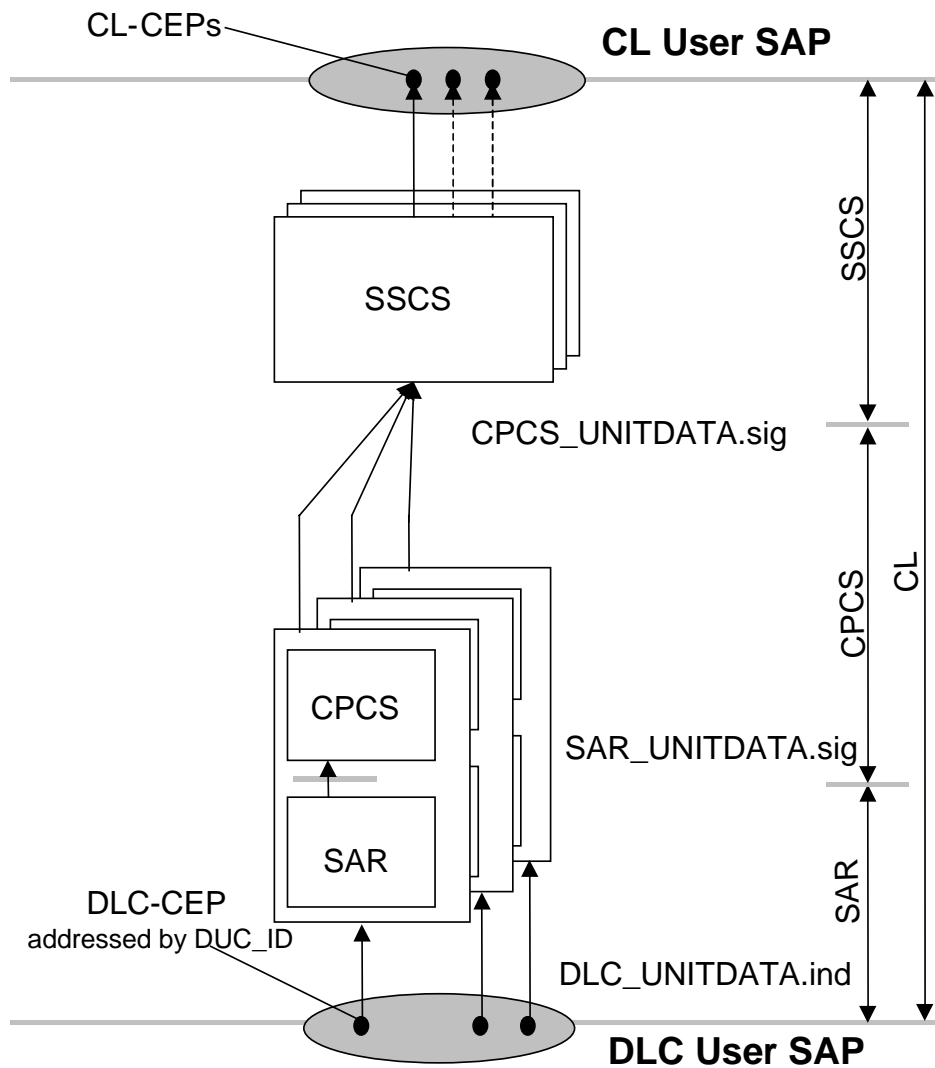 CL-CEPs
CL User SAP
SSCS
SSCS
CPCS_UNITDATA.sig
CPCS
CL
CPCS
SAR_UNITDATA.sig
SAR
SAR
DLC-CEP
addressed by DUC_ID
DLC_UNITDATA.ind
DLC User SAP